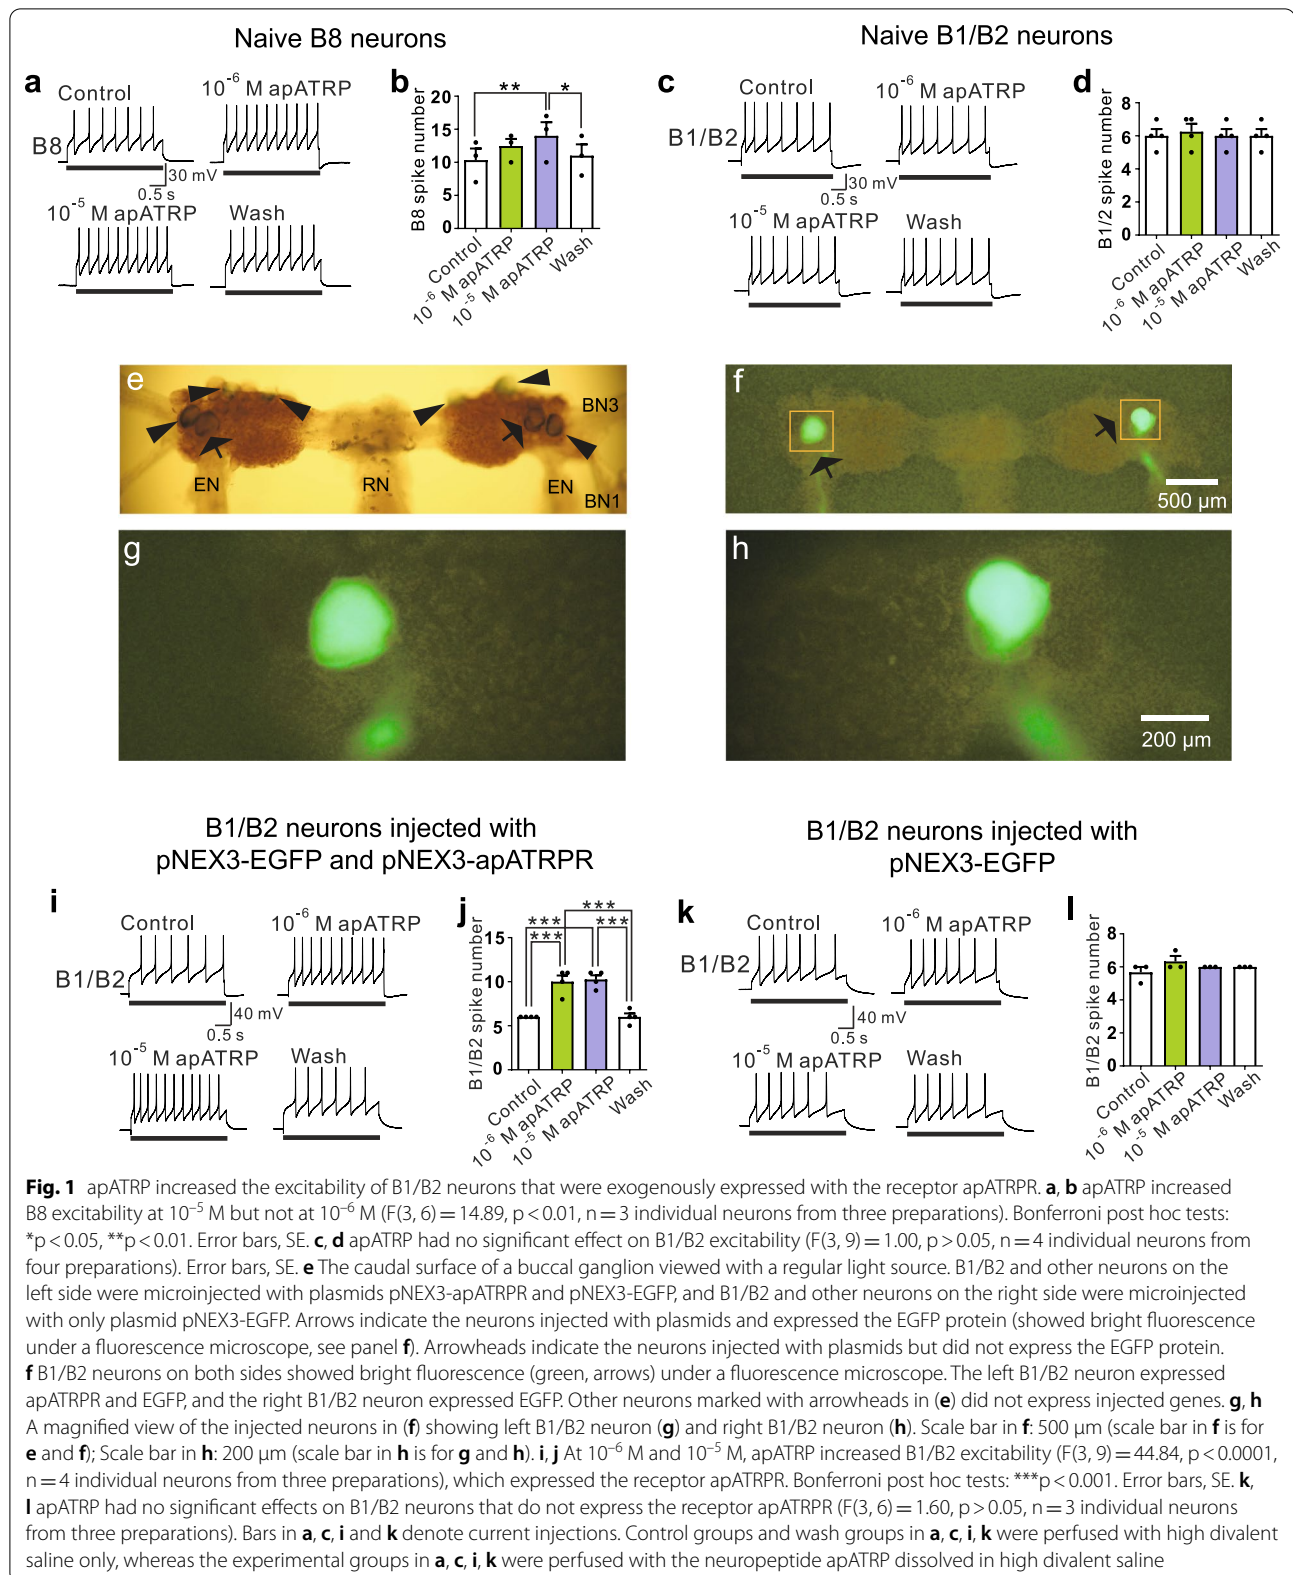 Naive B8 neurons
Naive B1/B2 neurons
a
Control
10⁻⁶ M apATRP
B8
30 mV
0.5 s
10⁻⁵ M apATRP
Wash
b
B8 spike number
20
15
10
5
0
**
*
Control
10⁻⁶ M apATRP
10⁻⁵ M apATRP
Wash
c
Control
10⁻⁶ M apATRP
B1/B2
30 mV
0.5 s
10⁻⁵ M apATRP
Wash
d
B1/2 spike number
8
6
4
2
0
Control
10⁻⁶ M apATRP
10⁻⁵ M apATRP
Wash
e
BN3
EN
RN
EN
BN1
f
500 µm
g
h
200 µm
B1/B2 neurons injected with
pNEX3-EGFP and pNEX3-apATRPR
B1/B2 neurons injected with
pNEX3-EGFP
i
Control
10⁻⁶ M apATRP
B1/B2
40 mV
0.5 s
10⁻⁵ M apATRP
Wash
j
B1/B2 spike number
15
10
5
0
***
***
***
***
Control
10⁻⁶ M apATRP
10⁻⁵ M apATRP
Wash
k
Control
10⁻⁶ M apATRP
B1/B2
40 mV
0.5 s
10⁻⁵ M apATRP
Wash
l
B1/B2 spike number
8
6
4
2
0
Control
10⁻⁶ M apATRP
10⁻⁵ M apATRP
Wash
Fig. 1 apATRP increased the excitability of B1/B2 neurons that were exogenously expressed with the receptor apATRPR. a, b apATRP increased
B8 excitability at 10⁻⁵ M but not at 10⁻⁶ M (F(3, 6) = 14.89, p < 0.01, n = 3 individual neurons from three preparations). Bonferroni post hoc tests:
*p < 0.05, **p < 0.01. Error bars, SE. c, d apATRP had no significant effect on B1/B2 excitability (F(3, 9) = 1.00, p > 0.05, n = 4 individual neurons from
four preparations). Error bars, SE. e The caudal surface of a buccal ganglion viewed with a regular light source. B1/B2 and other neurons on the
left side were microinjected with plasmids pNEX3-apATRPR and pNEX3-EGFP, and B1/B2 and other neurons on the right side were microinjected
with only plasmid pNEX3-EGFP. Arrows indicate the neurons injected with plasmids and expressed the EGFP protein (showed bright fluorescence
under a fluorescence microscope, see panel f). Arrowheads indicate the neurons injected with plasmids but did not express the EGFP protein.
f B1/B2 neurons on both sides showed bright fluorescence (green, arrows) under a fluorescence microscope. The left B1/B2 neuron expressed
apATRPR and EGFP, and the right B1/B2 neuron expressed EGFP. Other neurons marked with arrowheads in (e) did not express injected genes. g, h
A magnified view of the injected neurons in (f) showing left B1/B2 neuron (g) and right B1/B2 neuron (h). Scale bar in f: 500 µm (scale bar in f is for
e and f); Scale bar in h: 200 µm (scale bar in h is for g and h). i, j At 10⁻⁶ M and 10⁻⁵ M, apATRP increased B1/B2 excitability (F(3, 9) = 44.84, p < 0.0001,
n = 4 individual neurons from three preparations), which expressed the receptor apATRPR. Bonferroni post hoc tests: ***p < 0.001. Error bars, SE. k,
l apATRP had no significant effects on B1/B2 neurons that do not express the receptor apATRPR (F(3, 6) = 1.60, p > 0.05, n = 3 individual neurons
from three preparations). Bars in a, c, i and k denote current injections. Control groups and wash groups in a, c, i, k were perfused with high divalent
saline only, whereas the experimental groups in a, c, i, k were perfused with the neuropeptide apATRP dissolved in high divalent saline